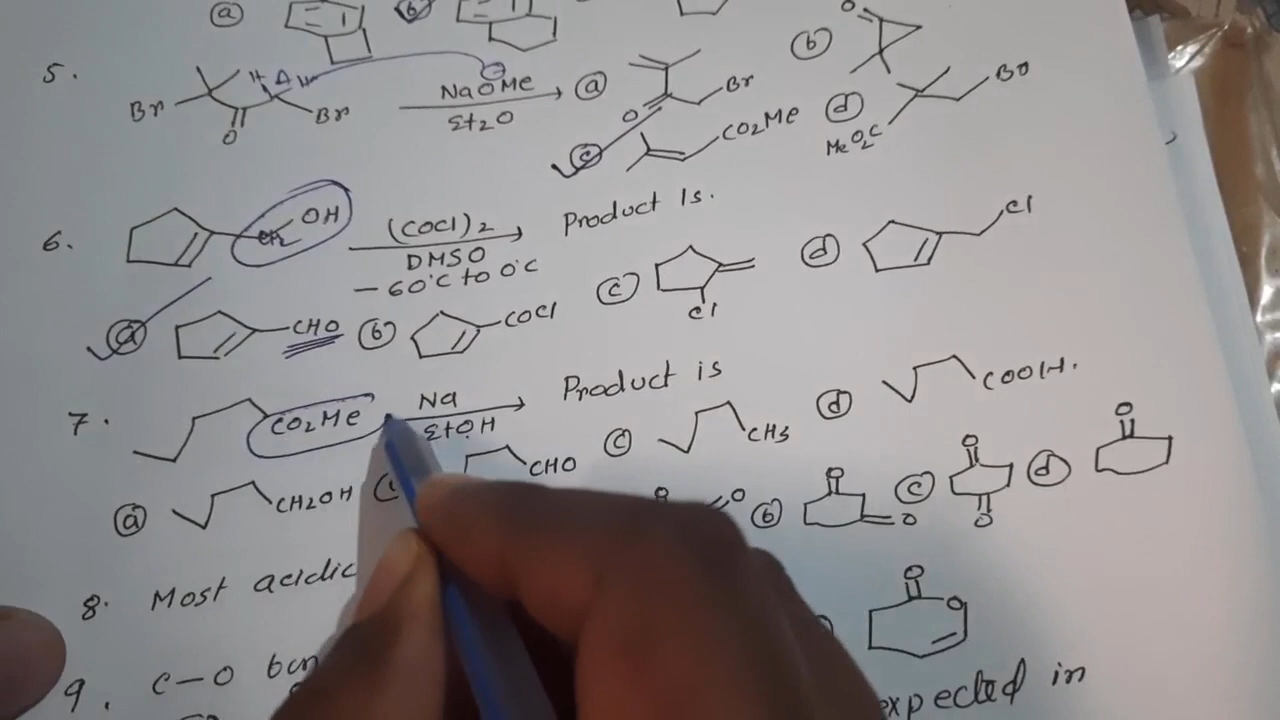 a b
5. Br O Br H H NaOMe Et2O a O Br b O
c CO2Me d MeO2C Br
6. CH2 OH (COCl)2 DMSO -60°C to 0°C Product Is.
a CHO b COCl c Cl d Cl
7. CO2Me Na EtOH Product is
a CH2OH CHO c CH3 d COOH.
8. Most acidic O b O O c O O d O
9. C-O O O expected in